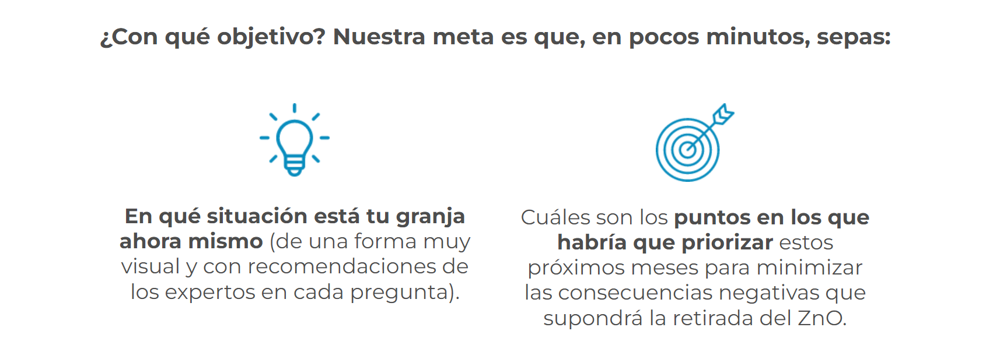 ¿Con qué objetivo? Nuestra meta es que, en pocos minutos, sepas:
En qué situación está tu granja
ahora mismo (de una forma muy
visual y con recomendaciones de
los expertos en cada pregunta).
Cuáles son los puntos en los que
habría que priorizar estos
próximos meses para minimizar
las consecuencias negativas que
supondrá la retirada del ZnO.